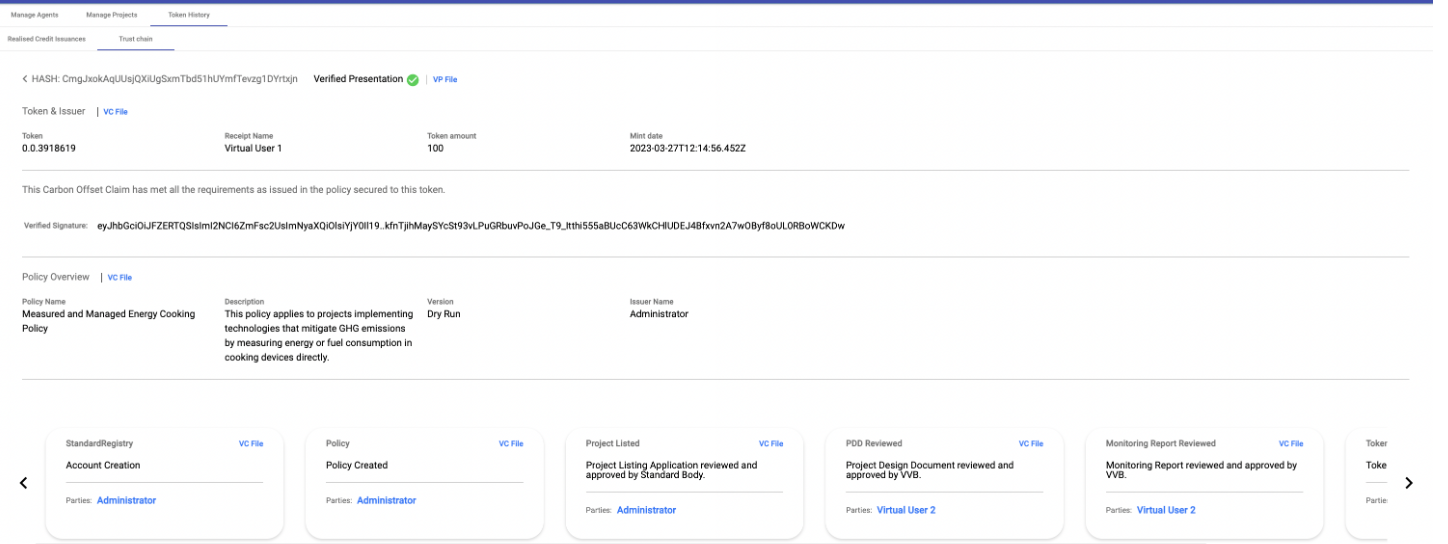 Manage Agents Manage Projects Token History
Realised Credit Issuances Trust chain
HASH: CmgJxokAqUUsjQXiUgSxmTbd51hUYmfTevzg1DYrtxjn Verified Presentation | VP File
Token & Issuer | VC File
Token Receipt Name Token amount Mint date
0.0.3918619 Virtual User 1 100 2023-03-27T12:14:56.452Z
This Carbon Offset Claim has met all the requirements as issued in the policy secured to this token.
Verified Signature: eyJhbGciOiJFZERTQSIsImI2NCI6ZmFsc2UsImNyaXQiOlsiYjY0Il19..kfnTjihMaySYcSt93vLPuGRbuvPoJGe_T9_Itthi555aBUcC63WkCHlUDEJ4Bfxvn2A7wOByf8oUL0RBoWCKDw
Policy Overview | VC File
Policy Name Description Version Issuer Name
Measured and Managed Energy Cooking This policy applies to projects implementing Dry Run Administrator
Policy technologies that mitigate GHG emissions
by measuring energy or fuel consumption in
cooking devices directly.
StandardRegistry VC File Policy VC File Project Listed VC File PDD Reviewed VC File Monitoring Report Reviewed VC File Token
Account Creation Policy Created Project Listing Application reviewed and Project Design Document reviewed and Monitoring Report reviewed and approved by Toke
approved by Standard Body. approved by VVB. VVB.
Parties: Administrator Parties: Administrator Partie
Parties: Administrator Parties: Virtual User 2 Parties: Virtual User 2